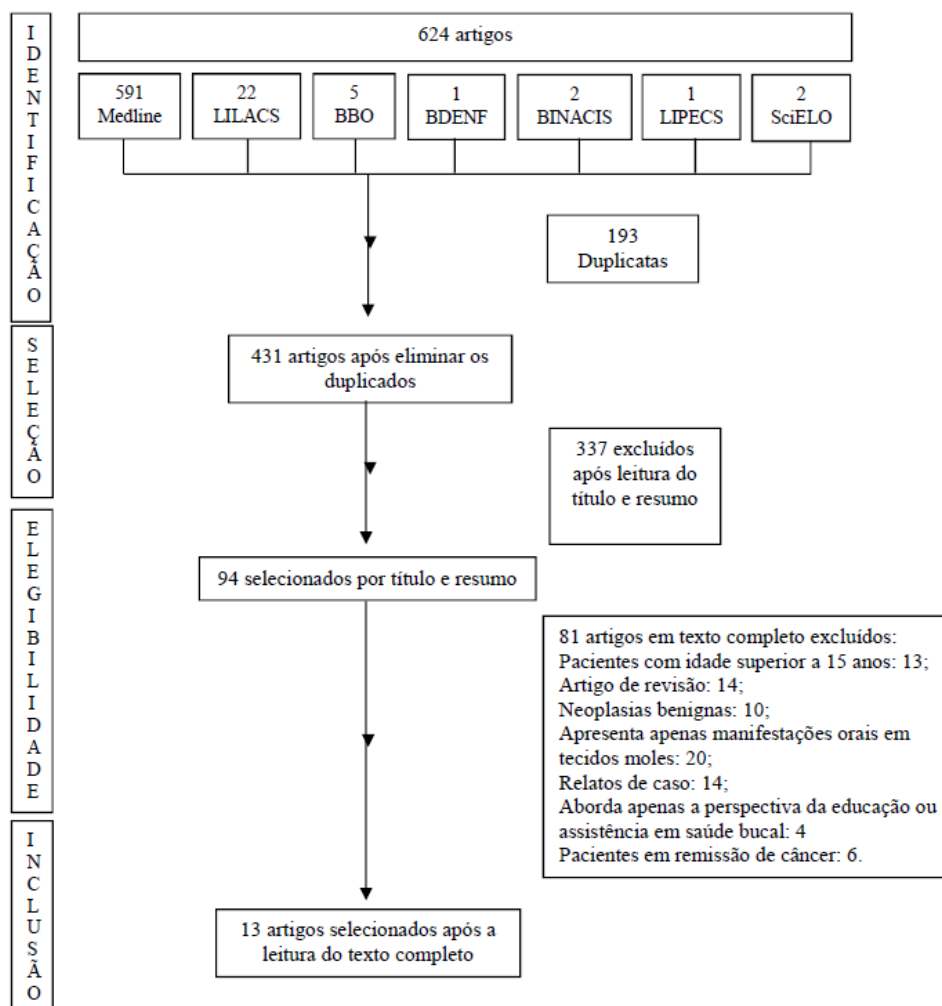 IDENTIFICAÇÃO
624 artigos
591
Medline
22
LILACS
5
BBO
1
BDENF
2
BINACIS
1
LIPECS
2
SciELO
193
Duplicatas
SELEÇÃO
431 artigos após eliminar os
duplicados
337 excluídos
após leitura do
título e resumo
ELEGIBILIDADE
94 selecionados por título e resumo
81 artigos em texto completo excluídos:
Pacientes com idade superior a 15 anos: 13;
Artigo de revisão: 14;
Neoplasias benignas: 10;
Apresenta apenas manifestações orais em
tecidos moles: 20;
Relatos de caso: 14;
Aborda apenas a perspectiva da educação ou
assistência em saúde bucal: 4
Pacientes em remissão de câncer: 6.
INCLUSÃO
13 artigos selecionados após a
leitura do texto completo